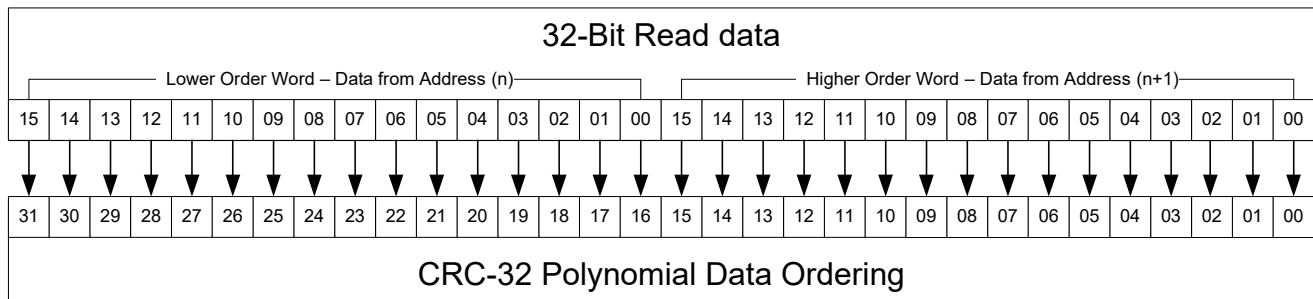 32-Bit Read data
Lower Order Word – Data from Address (n) Higher Order Word – Data from Address (n+1)
15 14 13 12 11 10 09 08 07 06 05 04 03 02 01 00 15 14 13 12 11 10 09 08 07 06 05 04 03 02 01 00
31 30 29 28 27 26 25 24 23 22 21 20 19 18 17 16 15 14 13 12 11 10 09 08 07 06 05 04 03 02 01 00
CRC-32 Polynomial Data Ordering